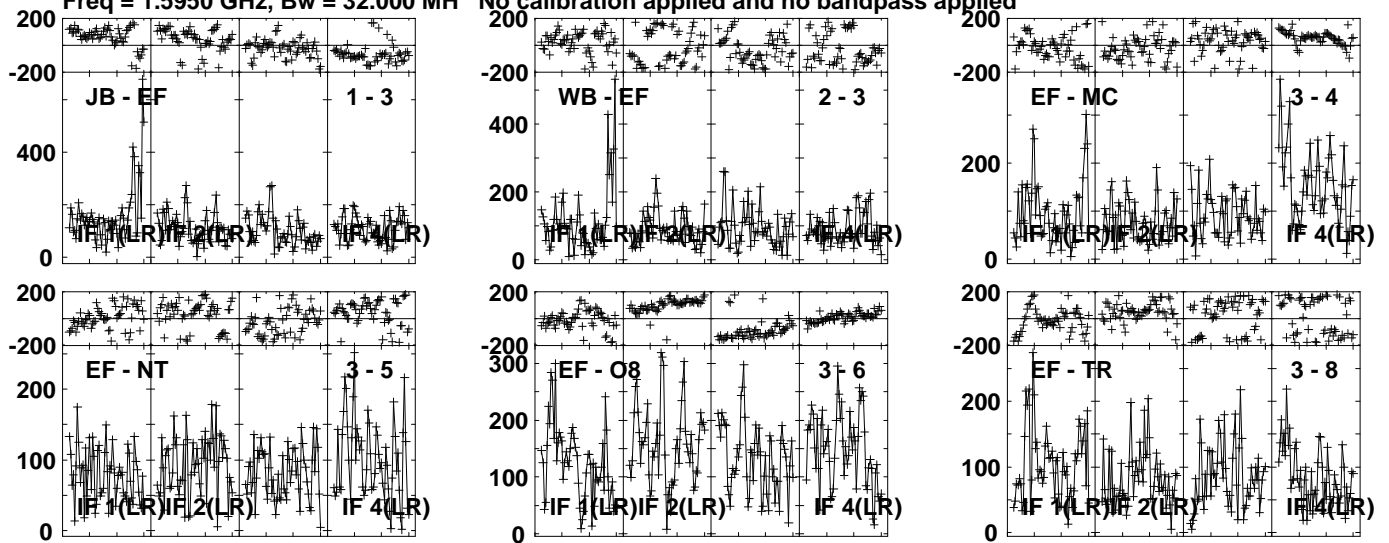 Freq = 1.5950 GHz, Bw = 32.000 MH No calibration applied and no bandpass applied
200
-200
JB - EF
1 - 3
400
0
IF 1(LR)
IF 2(LR)
IF 4(LR)
200
-200
WB - EF
2 - 3
400
200
0
IF 1(LR)
IF 2(LR)
IF 4(LR)
200
-200
EF - MC
3 - 4
200
0
IF 1(LR)
IF 2(LR)
IF 4(LR)
200
-200
EF - NT
3 - 5
200
100
0
IF 1(LR)
IF 2(LR)
IF 4(LR)
200
-200
300
EF - O8
3 - 6
200
100
0
IF 1(LR)
IF 2(LR)
IF 4(LR)
200
-200
EF - TR
3 - 8
200
100
0
IF 1(LR)
IF 2(LR)
IF 4(LR)